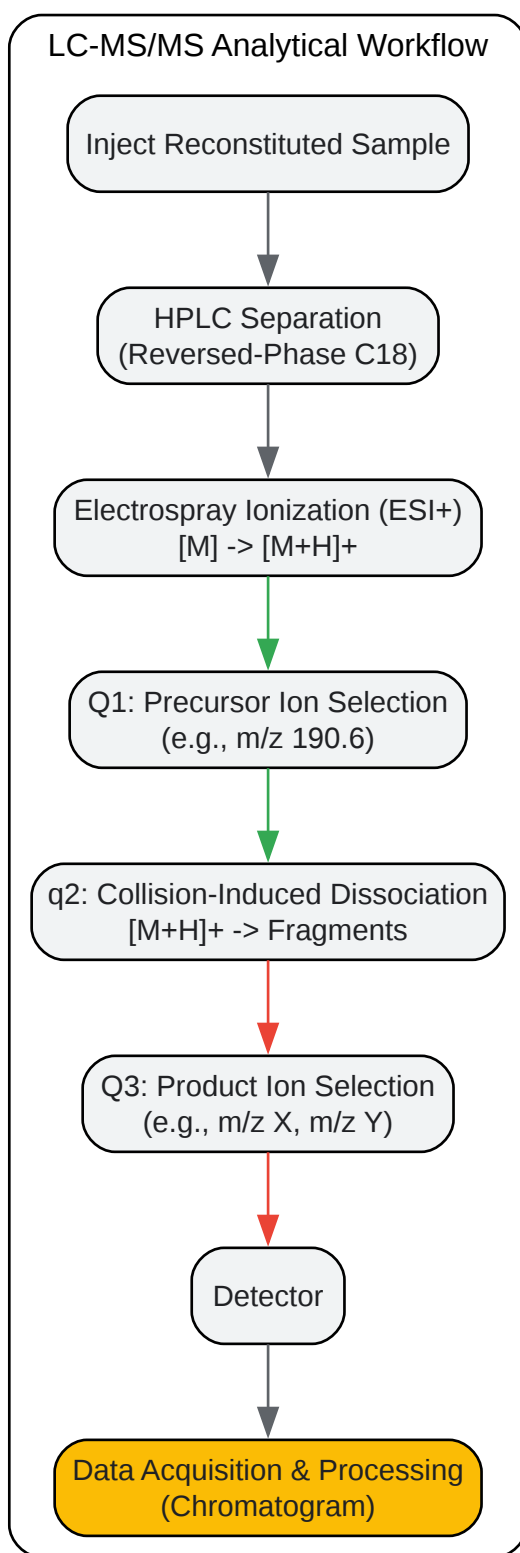 LC-MS/MS Analytical Workflow
Inject Reconstituted Sample
HPLC Separation
(Reversed-Phase C18)
Electrospray Ionization (ESI+)
[M] -> [M+H]+
Q1: Precursor Ion Selection
(e.g., m/z 190.6)
q2: Collision-Induced Dissociation
[M+H]+ -> Fragments
Q3: Product Ion Selection
(e.g., m/z X, m/z Y)
Detector
Data Acquisition & Processing
(Chromatogram)